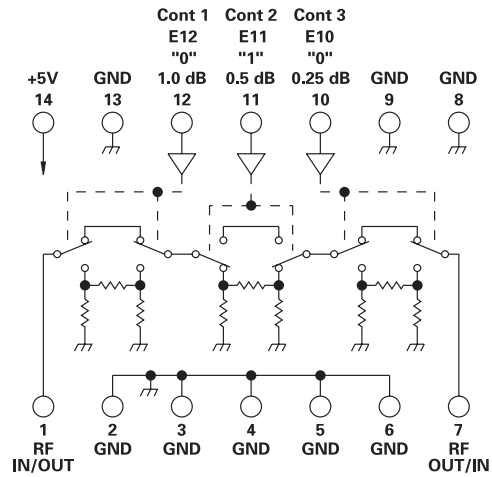 Cont 1 Cont 2 Cont 3
E12 E11 E10
"0" "1" "0"
+5V GND 1.0 dB 0.5 dB 0.25 dB GND GND
14 13 12 11 10 9 8
1 2 3 4 5 6 7
RF GND GND GND GND GND RF
IN/OUT OUT/IN